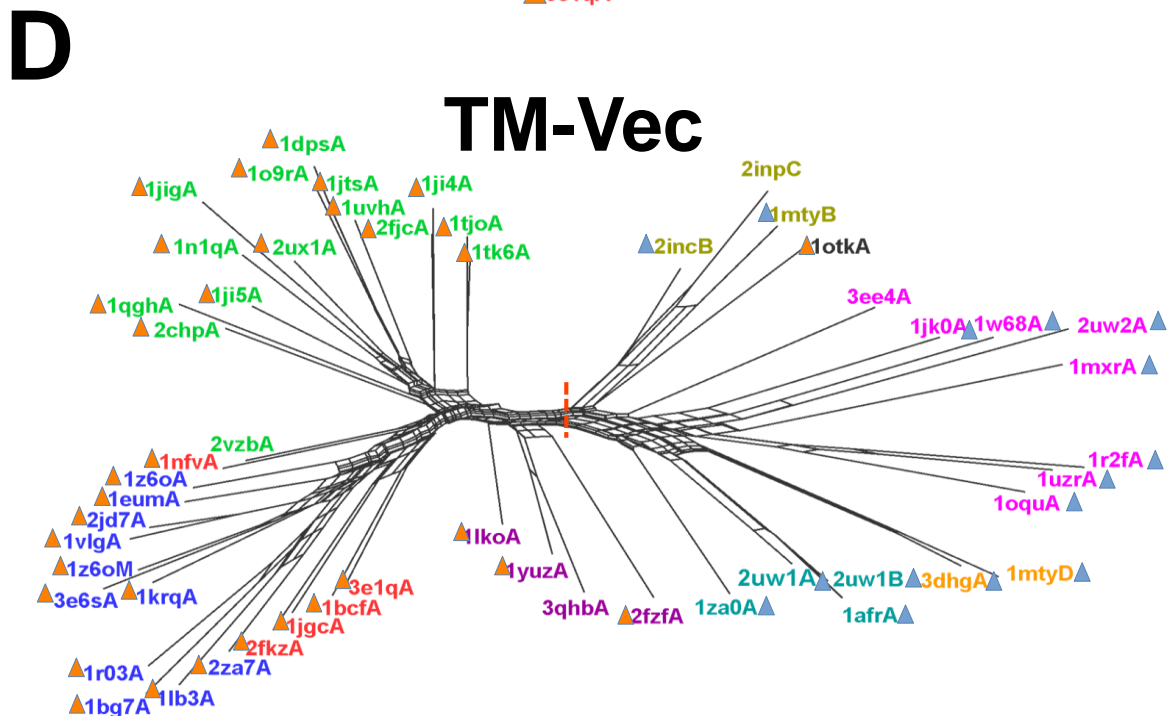 D
TM-Vec
1dpsA
1o9rA
1jtsA
1ji4A
1jigA
1uvhA
2fjcA
1tjoA
1n1qA
2ux1A
1tk6A
1ji5A
1qghA
2chpA
2inpC
1mtyB
2incB
1otkA
3ee4A
1jk0A
1w68A
2uw2A
1mxrA
2vzbA
1nfvA
1z6oA
1eumA
2jd7A
1vlgA
1z6oM
3e6sA
1krqA
3e1qA
1bcfA
1jgcA
2fkzA
2za7A
1r03A
1lb3A
1bg7A
1lkoA
1yuzA
3qhbA
2fzfA
1za0A
2uw1A
2uw1B
1afrA
3dhgA
1mtyD
1r2fA
1uzrA
1oquA